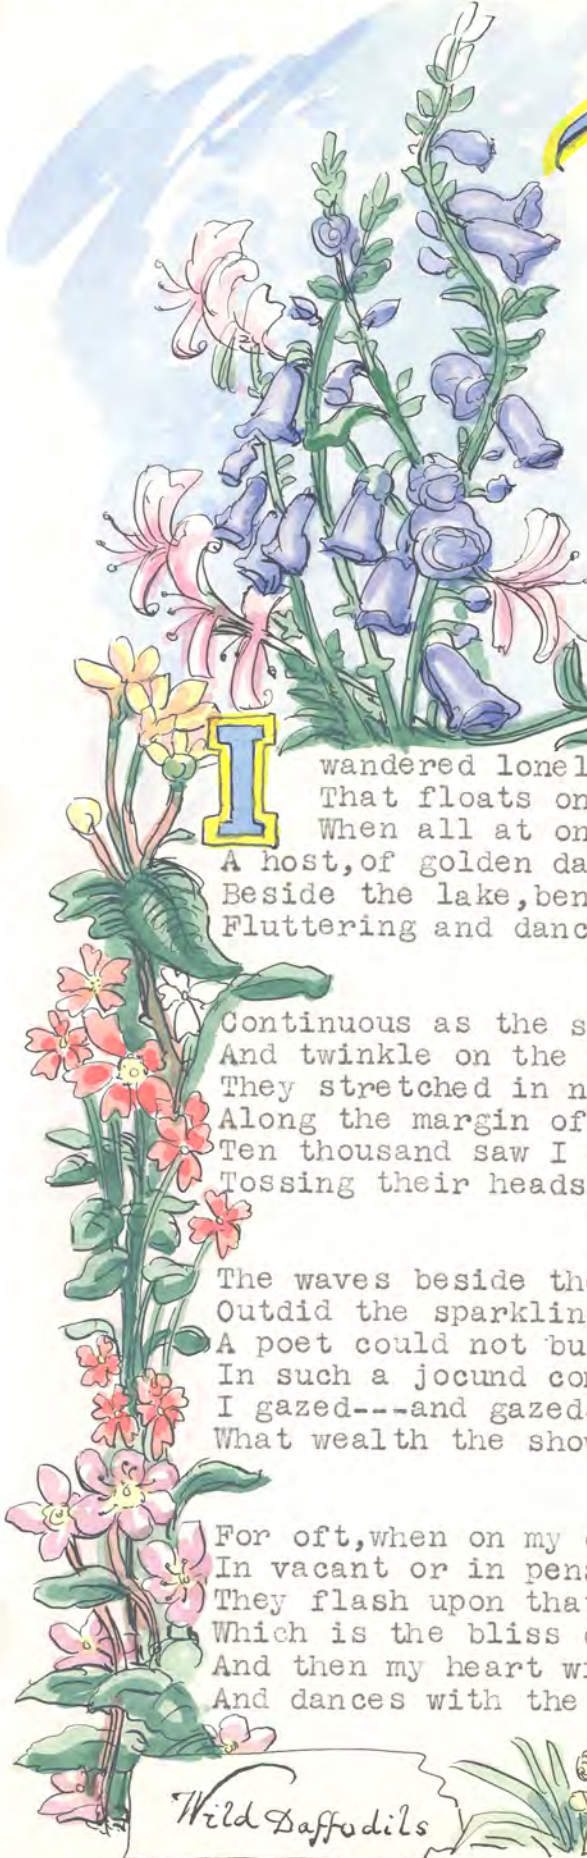 I wandered lonel
That floats on
When all at on
A host,of golden da
Beside the lake,ben
Fluttering and danc
Continuous as the s
And twinkle on the
They stretched in n
Along the margin of
Ten thousand saw I
Tossing their heads
The waves beside the
Outdid the sparklin
A poet could not bu
In such a jocund co
I gazed---and gazed-
What wealth the sho
For oft,when on my
In vacant or in pens
They flash upon that
Which is the bliss
And then my heart wi
And dances with the
Wild Daffodils